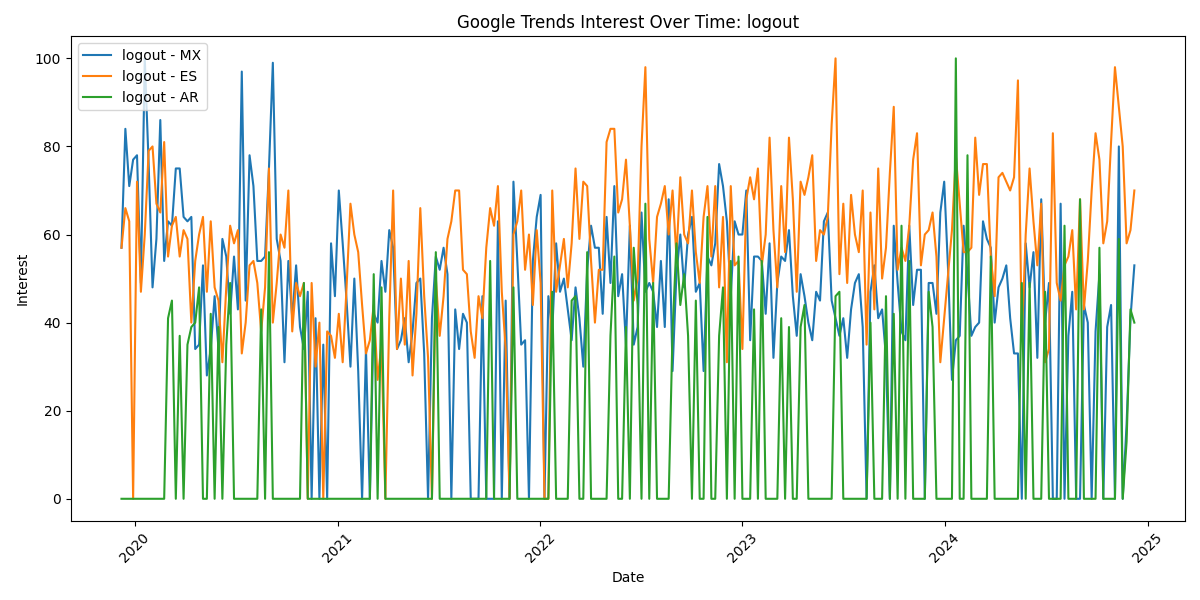 Google Trends Interest Over Time: logout
logout - MX
logout - ES
logout - AR
Interest
100
80
60
40
20
0
2020
2021
2022
2023
2024
2025
Date